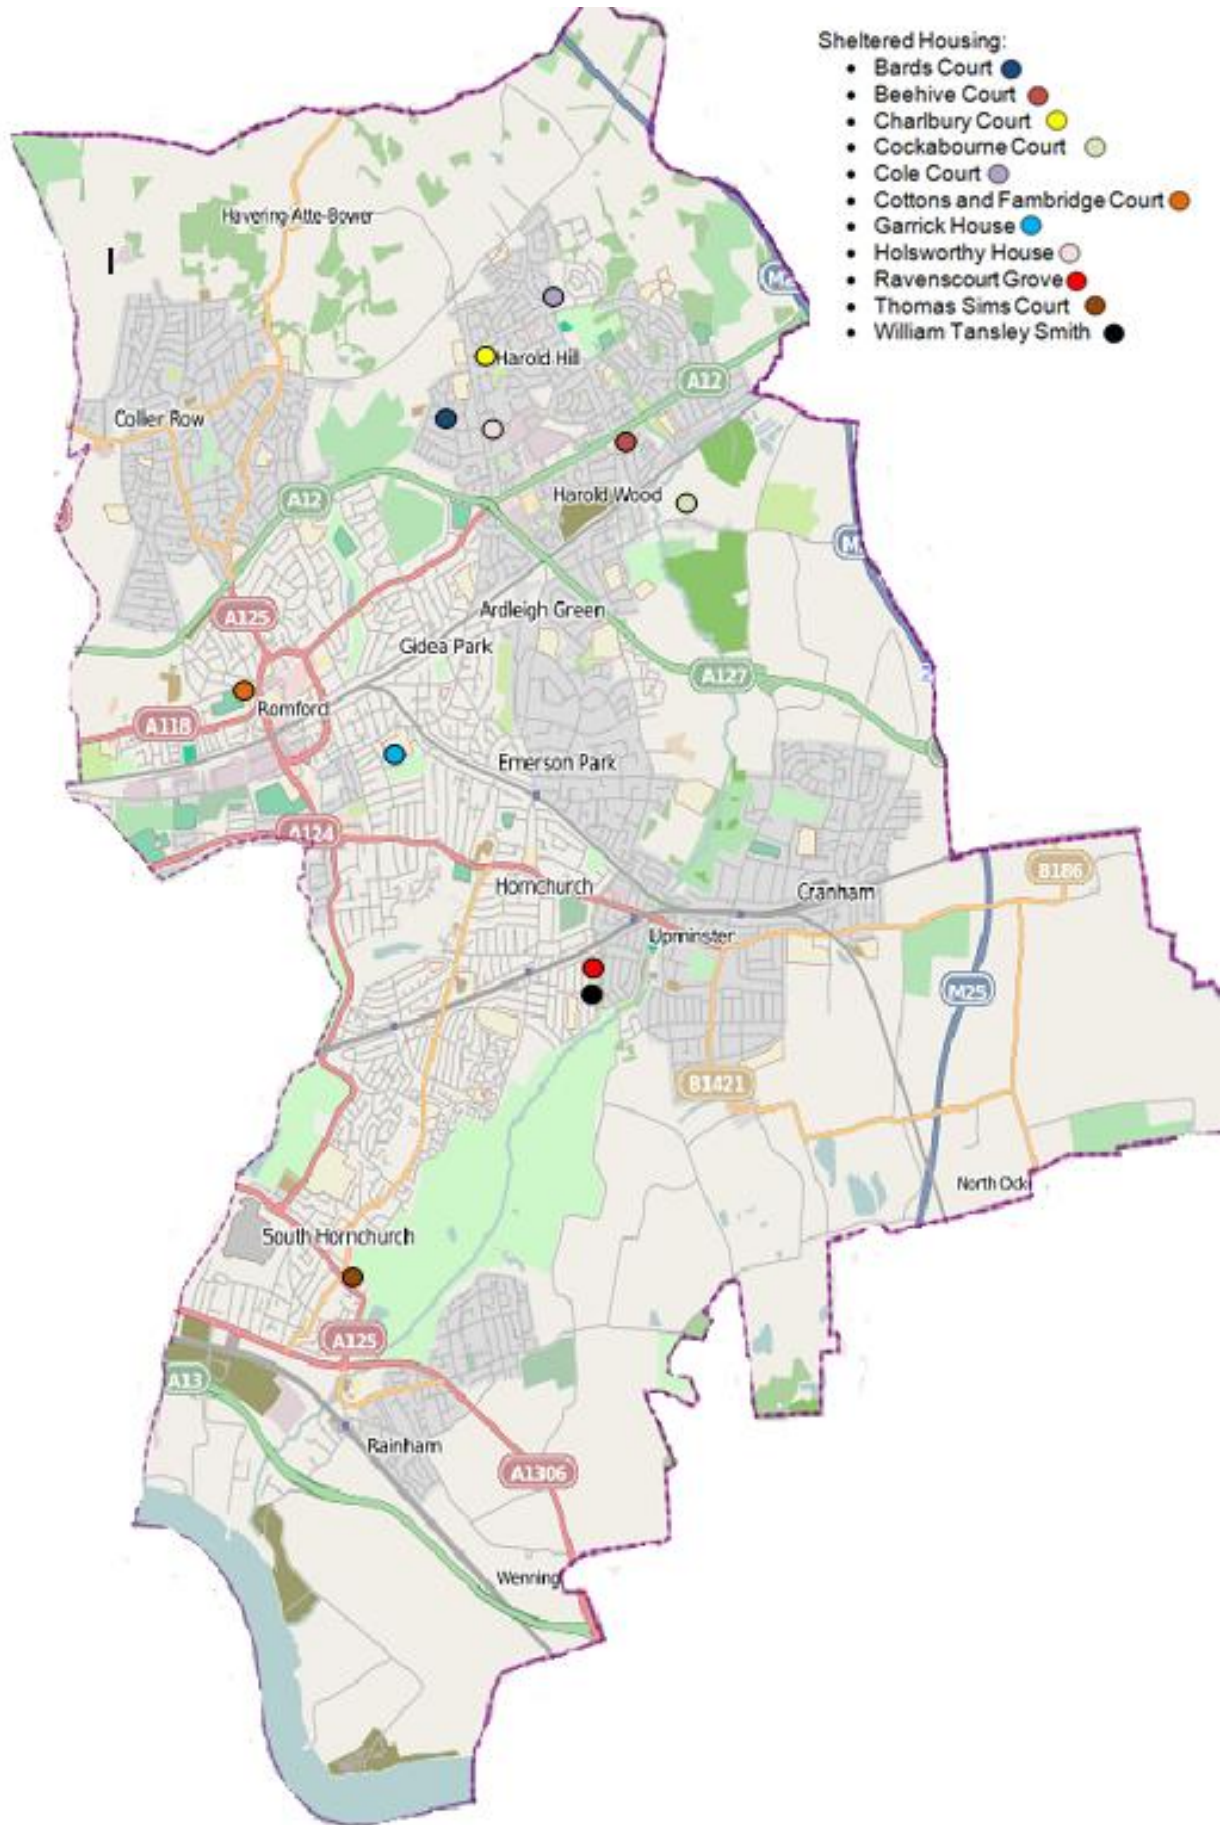 Sheltered Housing:
• Bards Court
• Beehive Court
• Charlbury Court
• Cockabourne Court
• Cole Court
• Cottons and Fambridge Court
• Garrick House
• Holsworthy House
• Ravenscourt Grove
• Thomas Sims Court
• William Tansley Smith
Havering-Atte-Bower
I
Harold Hill
A12
Collier Row
A12
Harold Wood
A125
Ardleigh Green
Gidea Park
A127
Romford
A118
Emerson Park
A124
B186
Hornchurch
Cranham
Upminster
M25
B1421
North Ock
South Hornchurch
A125
A13
Rainham
A1306
Wenning